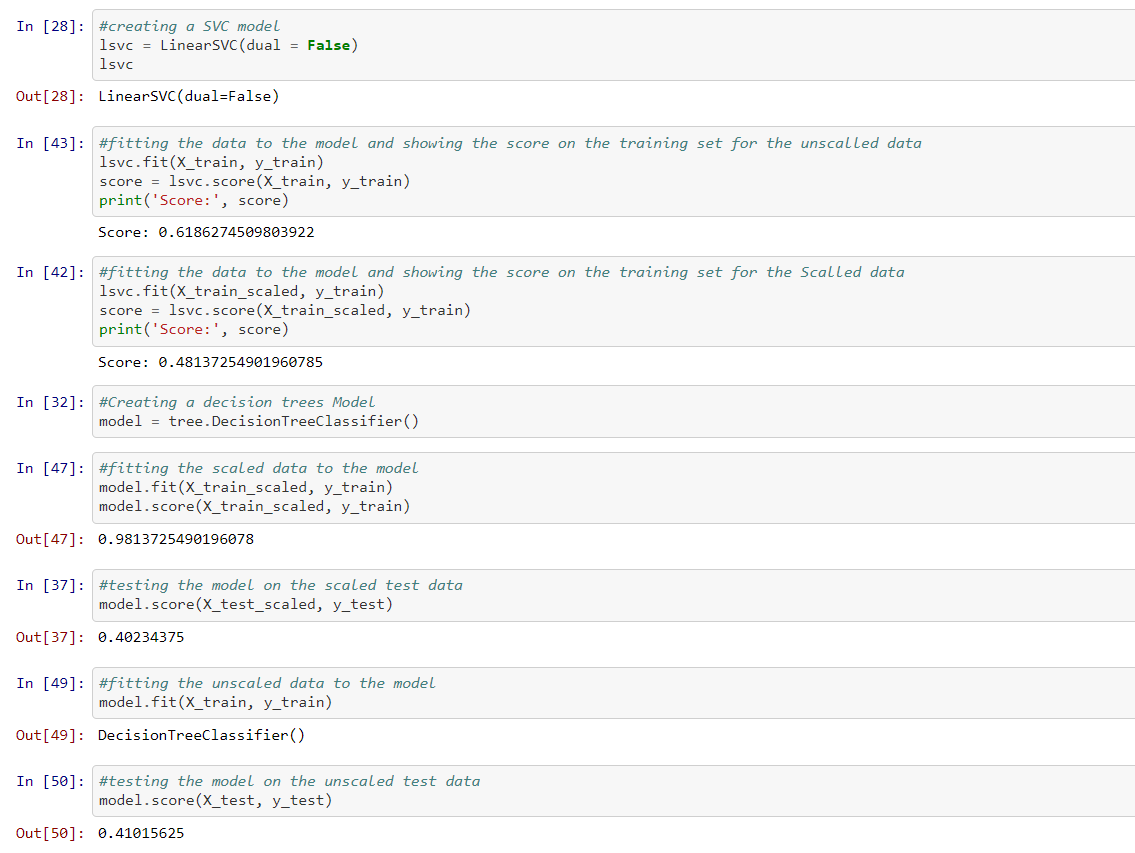 In [28]: #creating a SVC model
lsvc = LinearSVC(dual = False)
lsvc
Out[28]: LinearSVC(dual=False)
In [43]: #fitting the data to the model and showing the score on the training set for the unscalled data
lsvc.fit(X_train, y_train)
score = lsvc.score(X_train, y_train)
print('Score:', score)
Score: 0.6186274509803922
In [42]: #fitting the data to the model and showing the score on the training set for the Scalled data
lsvc.fit(X_train_scaled, y_train)
score = lsvc.score(X_train_scaled, y_train)
print('Score:', score)
Score: 0.48137254901960785
In [32]: #Creating a decision trees Model
model = tree.DecisionTreeClassifier()
In [47]: #fitting the scaled data to the model
model.fit(X_train_scaled, y_train)
model.score(X_train_scaled, y_train)
Out[47]: 0.9813725490196078
In [37]: #testing the model on the scaled test data
model.score(X_test_scaled, y_test)
Out[37]: 0.40234375
In [49]: #fitting the unscaled data to the model
model.fit(X_train, y_train)
Out[49]: DecisionTreeClassifier()
In [50]: #testing the model on the unscaled test data
model.score(X_test, y_test)
Out[50]: 0.41015625